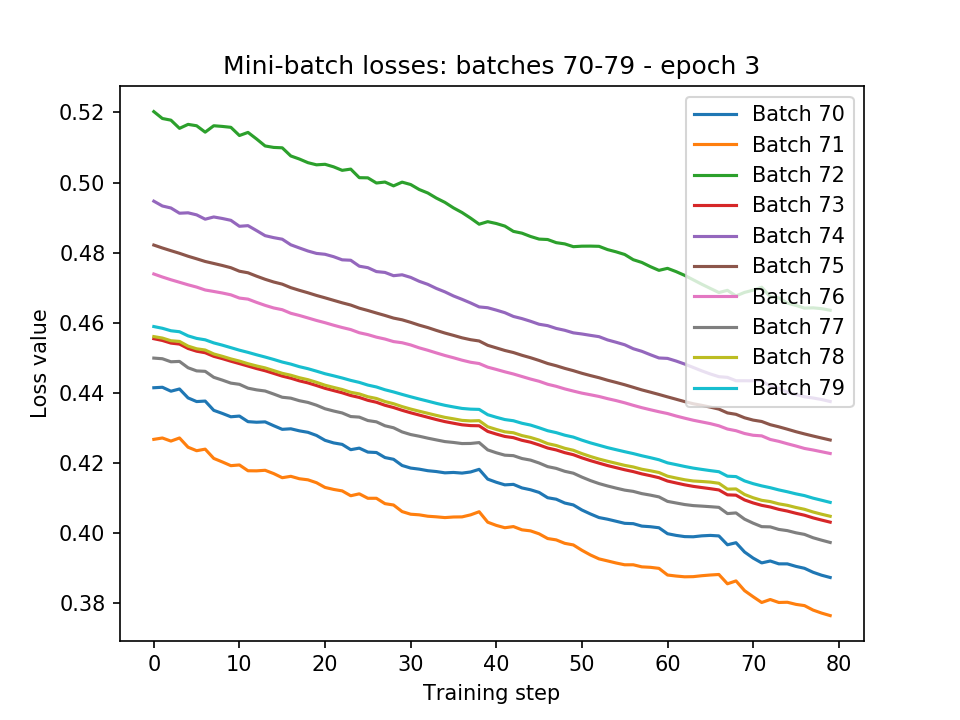 Mini-batch losses: batches 70-79 - epoch 3
Loss value
0.52
0.50
0.48
0.46
0.44
0.42
0.40
0.38
Batch 70
Batch 71
Batch 72
Batch 73
Batch 74
Batch 75
Batch 76
Batch 77
Batch 78
Batch 79
0 10 20 30 40 50 60 70 80
Training step